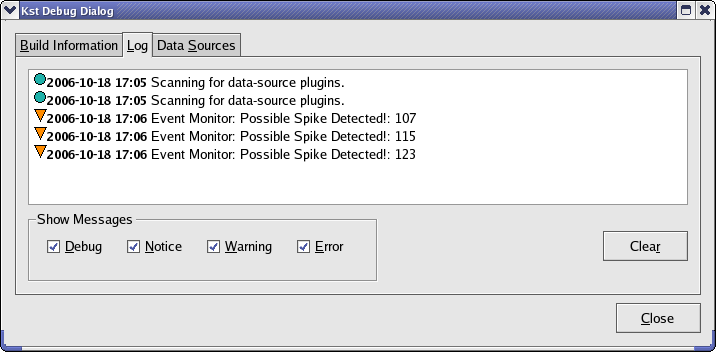 Kst Debug Dialog
Build Information Log Data Sources
2006-10-18 17:05 Scanning for data-source plugins.
2006-10-18 17:05 Scanning for data-source plugins.
2006-10-18 17:06 Event Monitor: Possible Spike Detected!: 107
2006-10-18 17:06 Event Monitor: Possible Spike Detected!: 115
2006-10-18 17:06 Event Monitor: Possible Spike Detected!: 123
Show Messages
Debug Notice Warning Error
Clear
Close